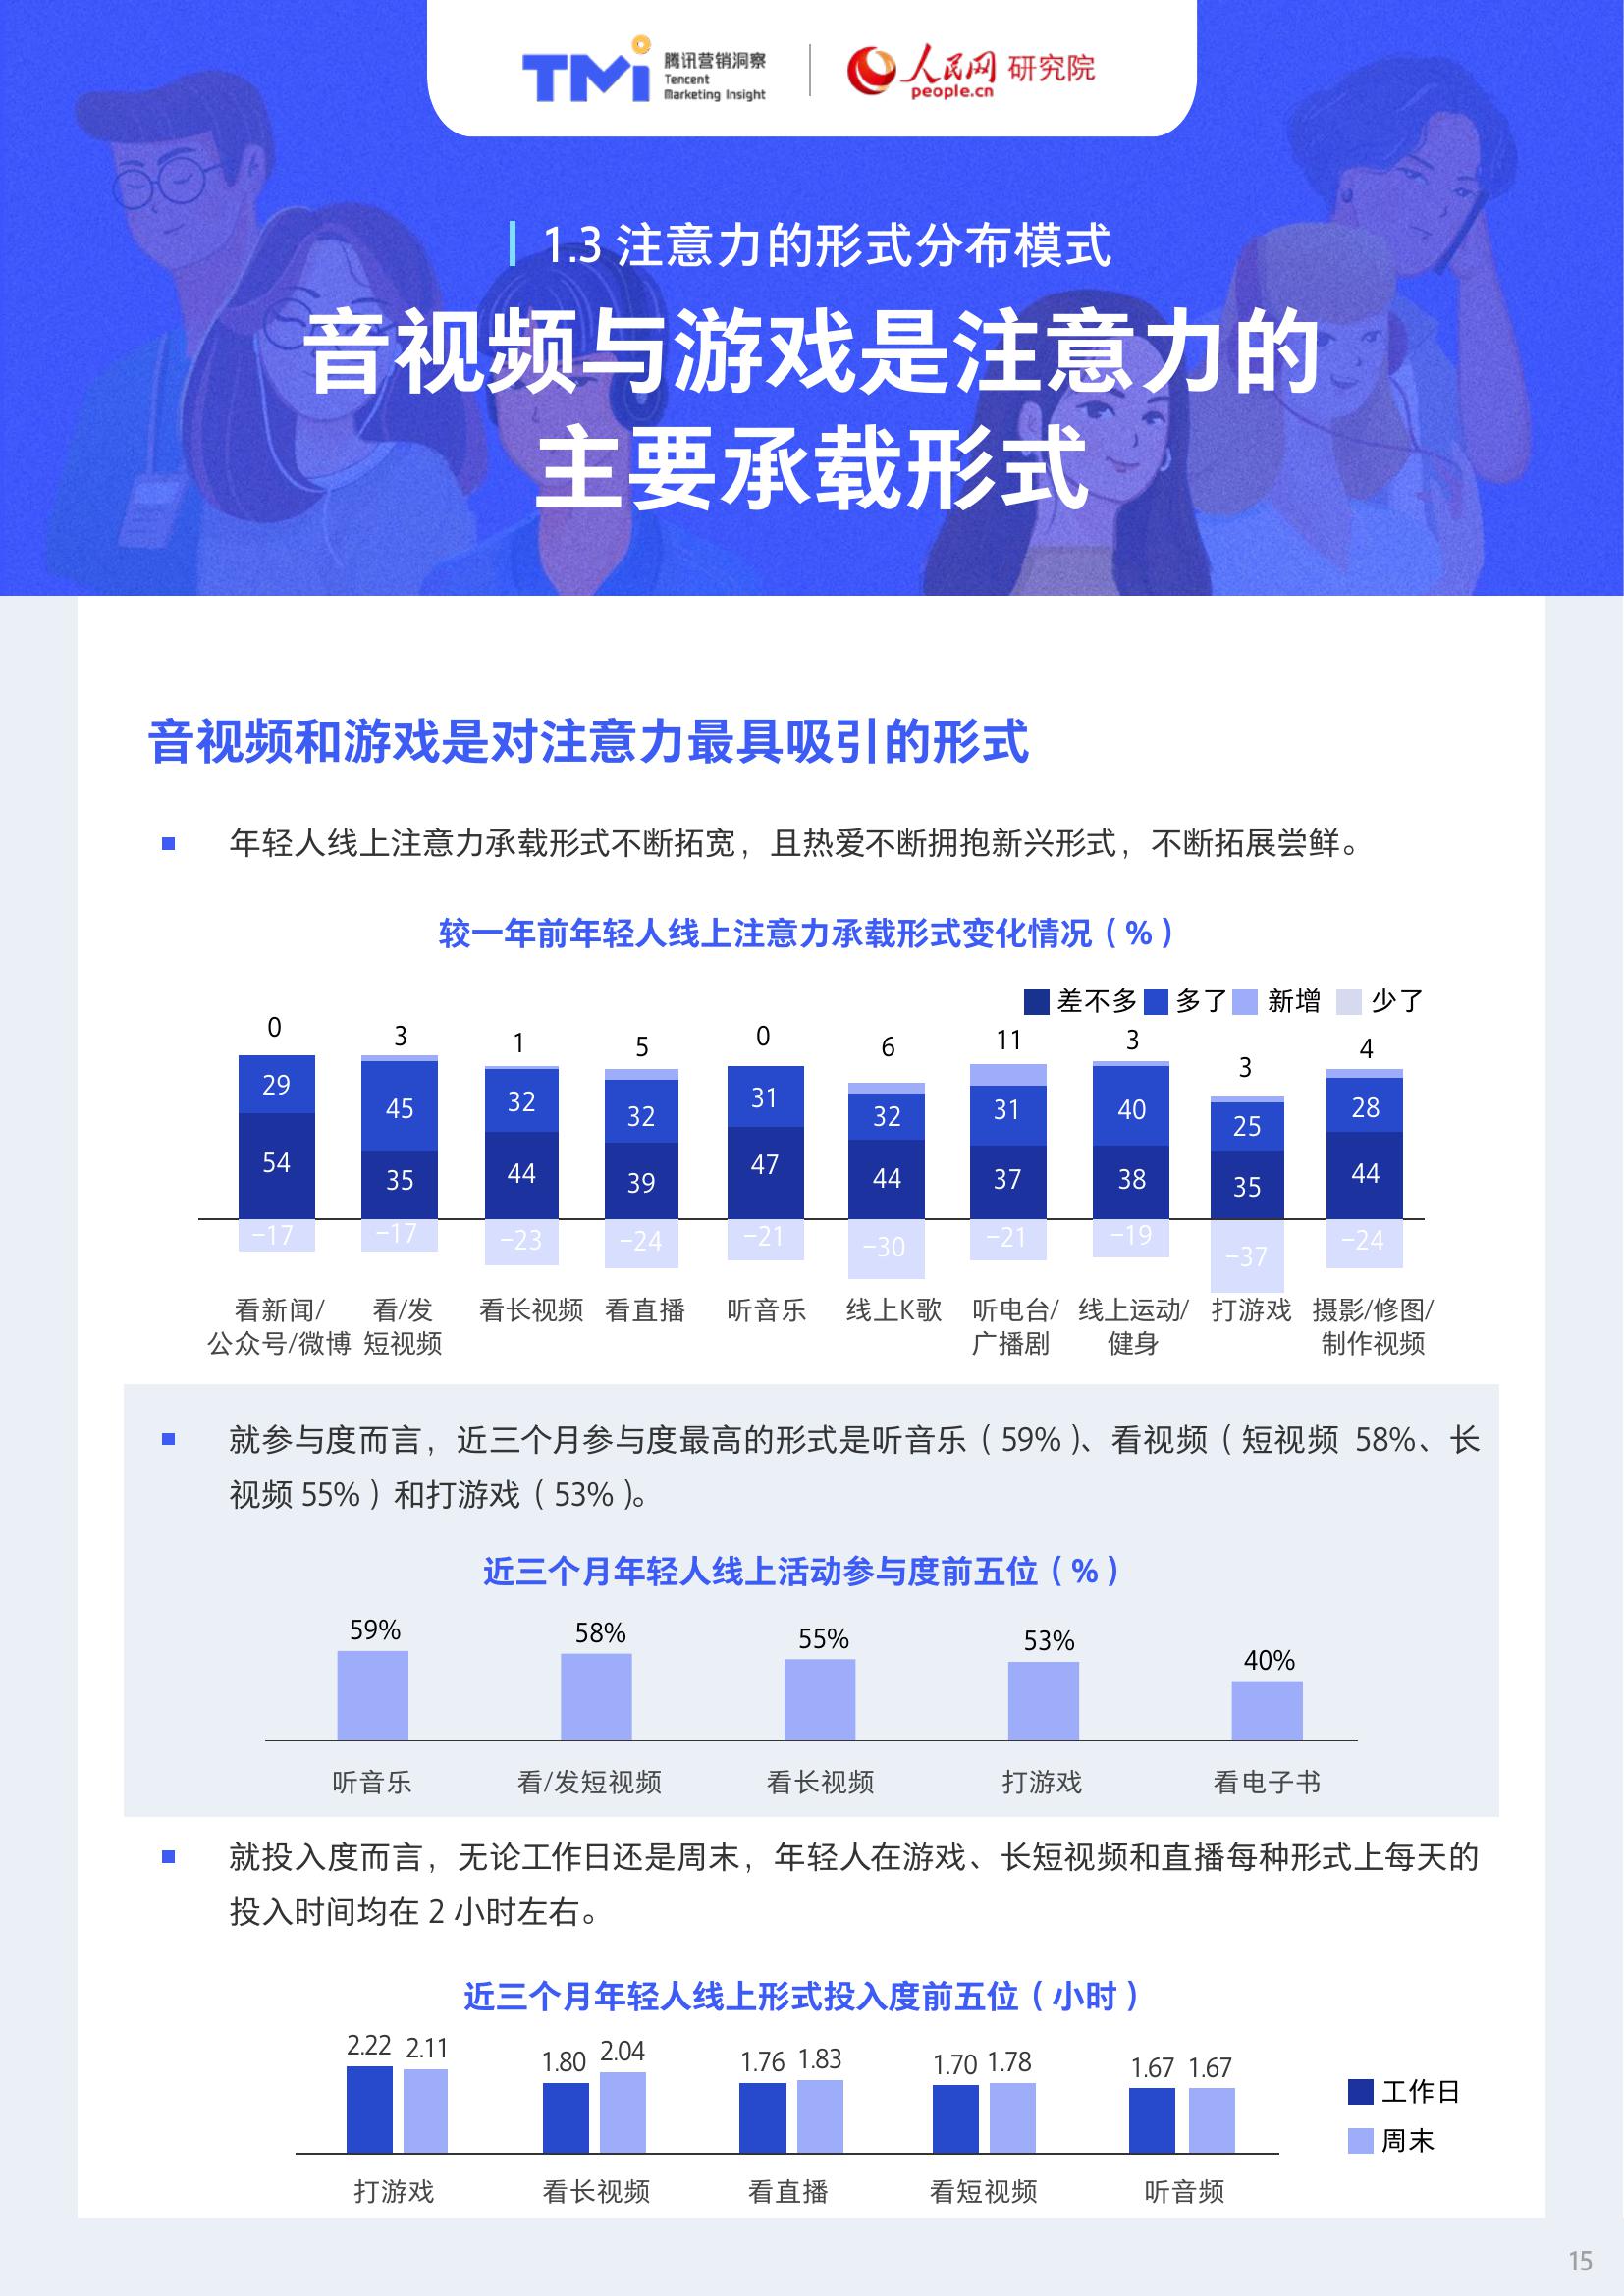 TMi 腾讯营销洞察
Tencent
Marketing Insight
人民网 研究院
people.cn
1.3 注意力的形式分布模式
音视频与游戏是注意力的
主要承载形式
音视频和游戏是对注意力最具吸引的形式
年轻人线上注意力承载形式不断拓宽，且热爱不断拥抱新兴形式，不断拓展尝鲜。
较一年前年轻人线上注意力承载形式变化情况（%）
差不多 多了 新增 少了
0 3 1 5 0 6 11 3 3 4
29 45 32 32 31 32 31 40 25 28
54 35 44 39 47 44 37 38 35 44
−17 −17 −23 −24 −21 −30 −21 −19 −37 −24
看新闻/ 看/发 看长视频 看直播 听音乐 线上K歌 听电台/ 线上运动/ 打游戏 摄影/修图/
公众号/微博 短视频 广播剧 健身 制作视频
就参与度而言，近三个月参与度最高的形式是听音乐（59%）、看视频（短视频 58%、长
视频 55%）和打游戏（53%）。
近三个月年轻人线上活动参与度前五位（%）
59% 58% 55% 53% 40%
听音乐 看/发短视频 看长视频 打游戏 看电子书
就投入度而言，无论工作日还是周末，年轻人在游戏、长短视频和直播每种形式上每天的
投入时间均在 2 小时左右。
近三个月年轻人线上形式投入度前五位（小时）
2.22 2.11 1.80 2.04 1.76 1.83 1.70 1.78 1.67 1.67
工作日
周末
打游戏 看长视频 看直播 看短视频 听音频
15